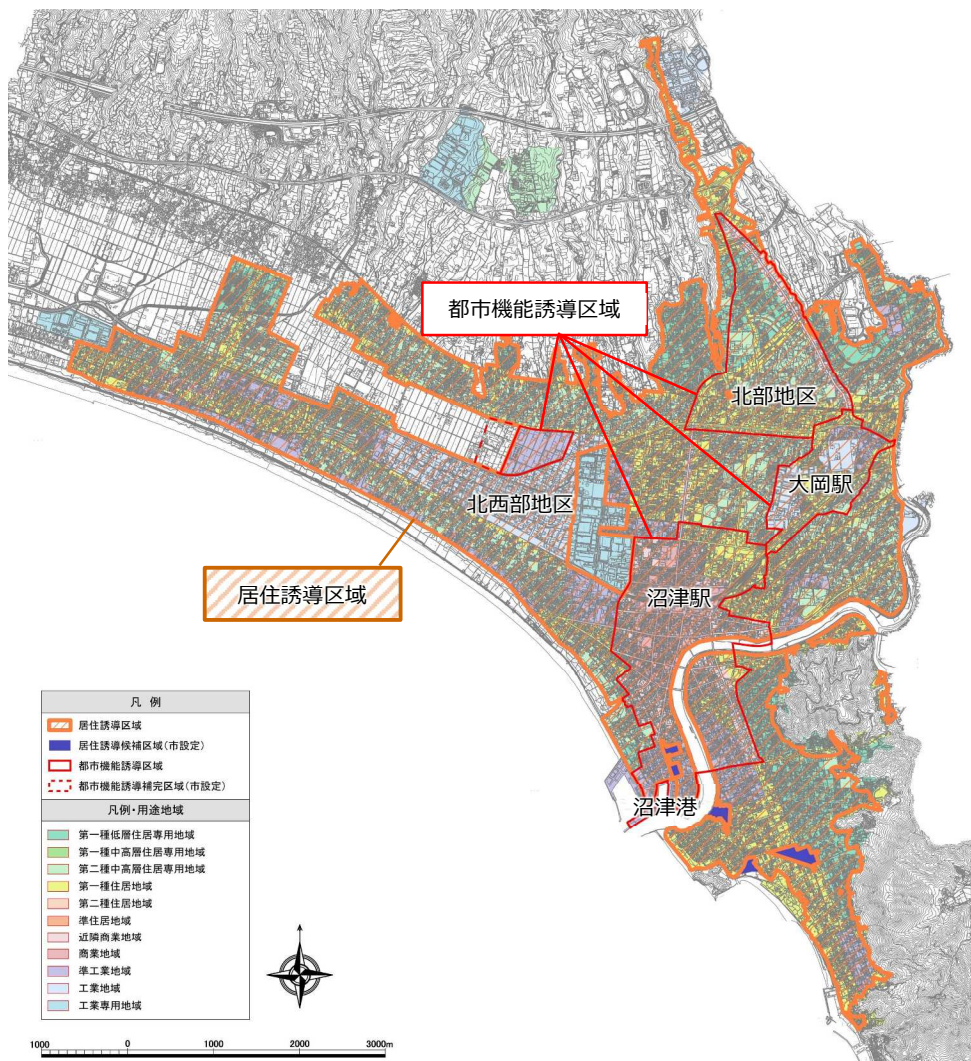 都市機能誘導区域
北部地区
大岡駅
北西部地区
居住誘導区域
沼津駅
沼津港
凡 例
居住誘導区域
居住誘導候補区域(市設定)
都市機能誘導区域
都市機能誘導補完区域(市設定)
凡例・用途地域
第一種低層住居専用地域
第一種中高層住居専用地域
第二種中高層住居専用地域
第一種住居地域
第二種住居地域
準住居地域
近隣商業地域
商業地域
準工業地域
工業地域
工業専用地域
1000 0 1000 2000 3000m